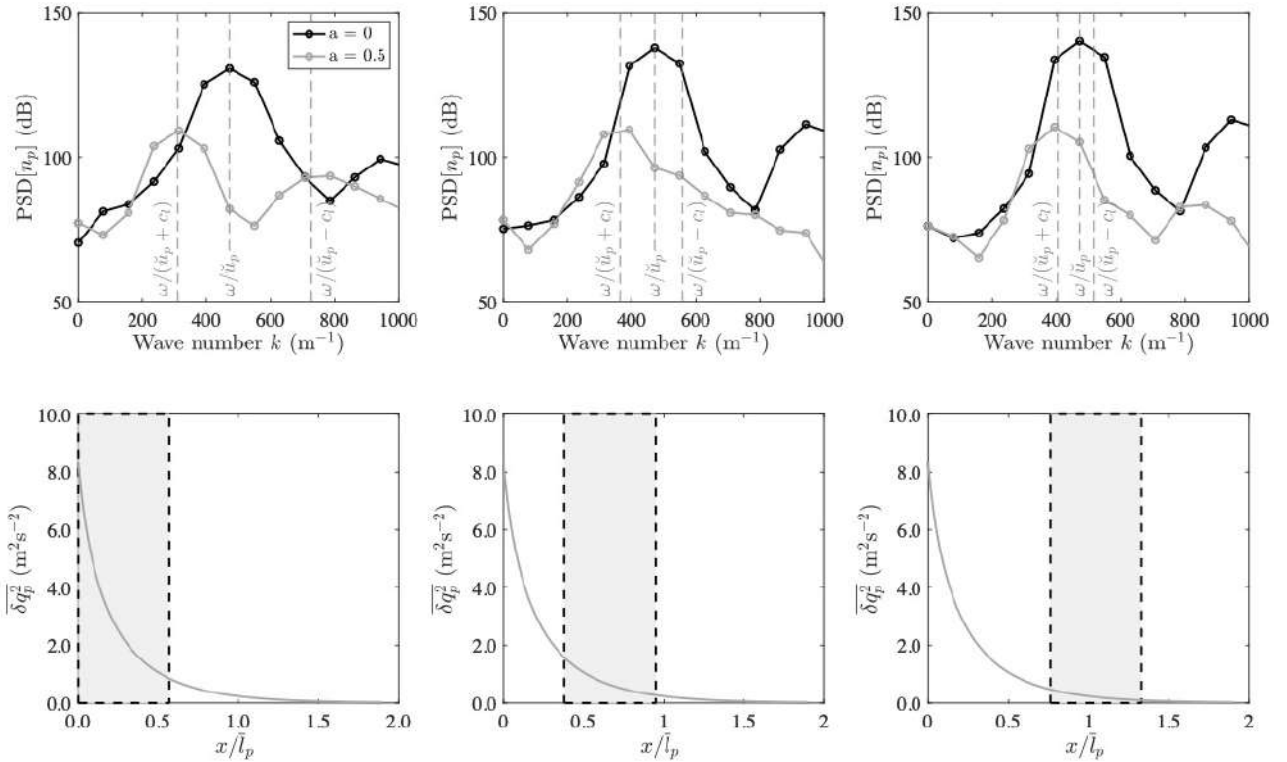 PSD[n_p] (dB)
150
100
50
a = 0
a = 0.5
ω/(ŭ_p + c_l)
ω/ŭ_p
ω/(ŭ_p − c_l)
0 200 400 600 800 1000
Wave number k (m⁻¹)
PSD[n_p] (dB)
150
100
50
ω/(ŭ_p + c_l)
ω/ŭ_p
ω/(ŭ_p − c_l)
0 200 400 600 800 1000
Wave number k (m⁻¹)
PSD[n_p] (dB)
150
100
50
ω/(ŭ_p + c_l)
ω/ŭ_p
ω/(ŭ_p − c_l)
0 200 400 600 800 1000
Wave number k (m⁻¹)
δq_p² (m²s⁻²)
10.0
8.0
6.0
4.0
2.0
0.0
0.0 0.5 1.0 1.5 2.0
x/l̄_p
δq_p² (m²s⁻²)
10.0
8.0
6.0
4.0
2.0
0.0
0 0.5 1.0 1.5 2
x/l̄_p
δq_p² (m²s⁻²)
10.0
8.0
6.0
4.0
2.0
0.0
0 0.5 1.0 1.5 2
x/l̄_p